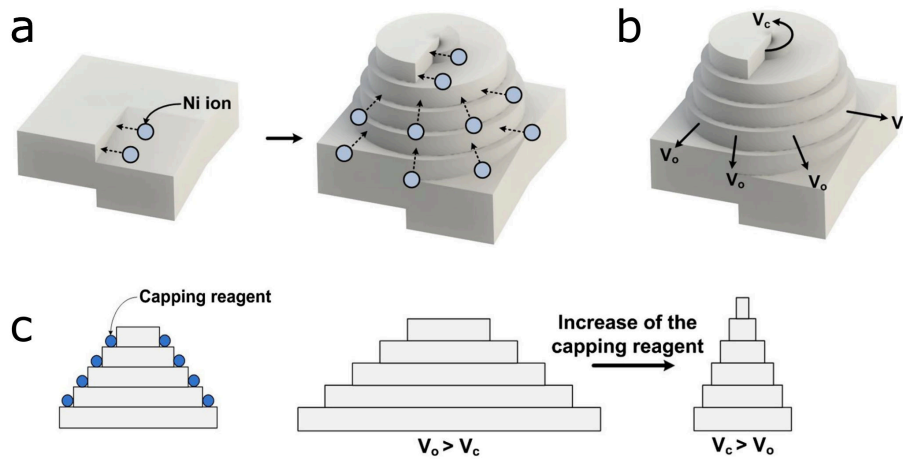 a
Ni ion
b
Vc
V
Vo
Vo
Vo
c
Capping reagent
Increase of the
capping reagent
Vo > Vc
Vc > Vo